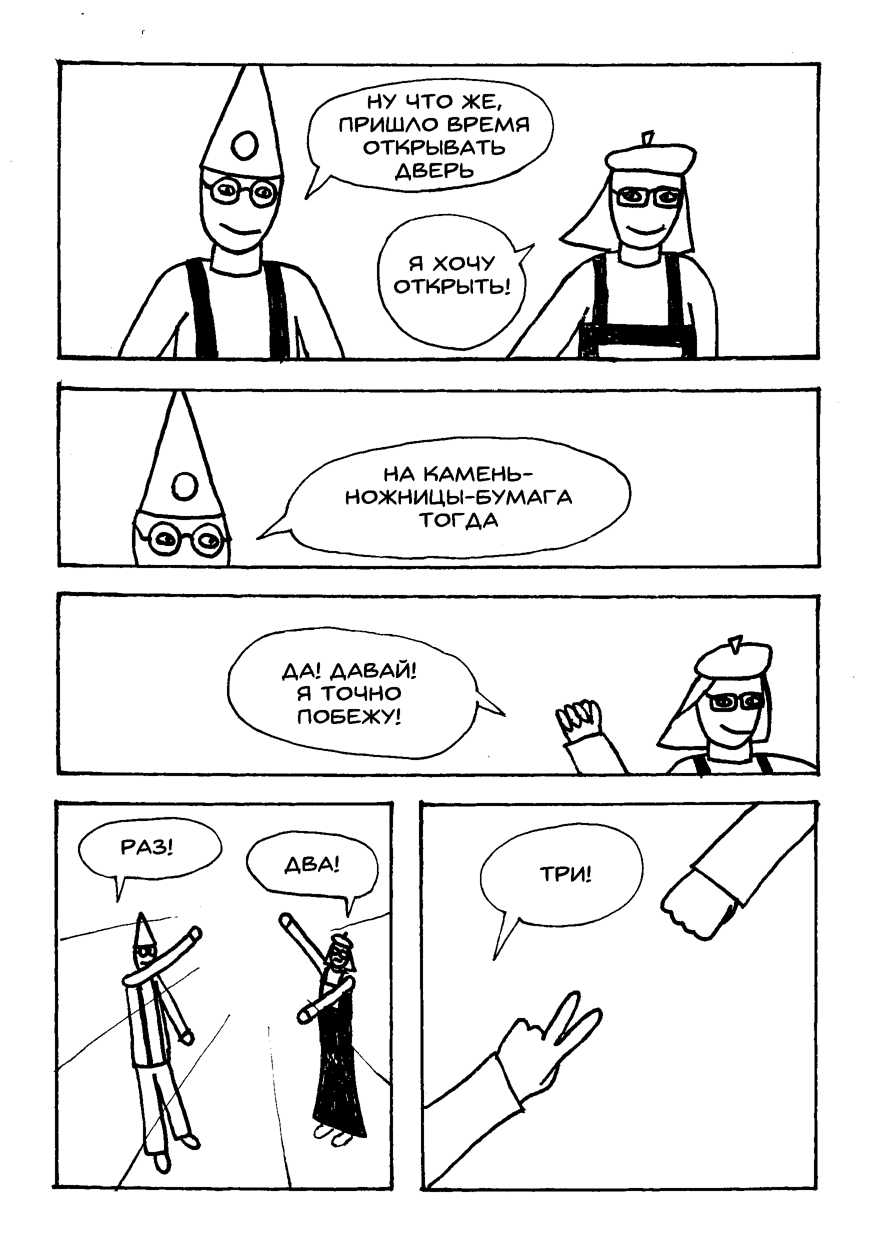 НУ ЧТО ЖЕ,
ПРИШЛО ВРЕМЯ
ОТКРЫВАТЬ
ДВЕРЬ
Я ХОЧУ
ОТКРЫТЬ!
НА КАМЕНЬ-
НОЖНИЦЫ-БУМАГА
ТОГДА
ДА! ДАВАЙ!
Я ТОЧНО
ПОБЕЖУ!
РАЗ!
ДВА!
ТРИ!